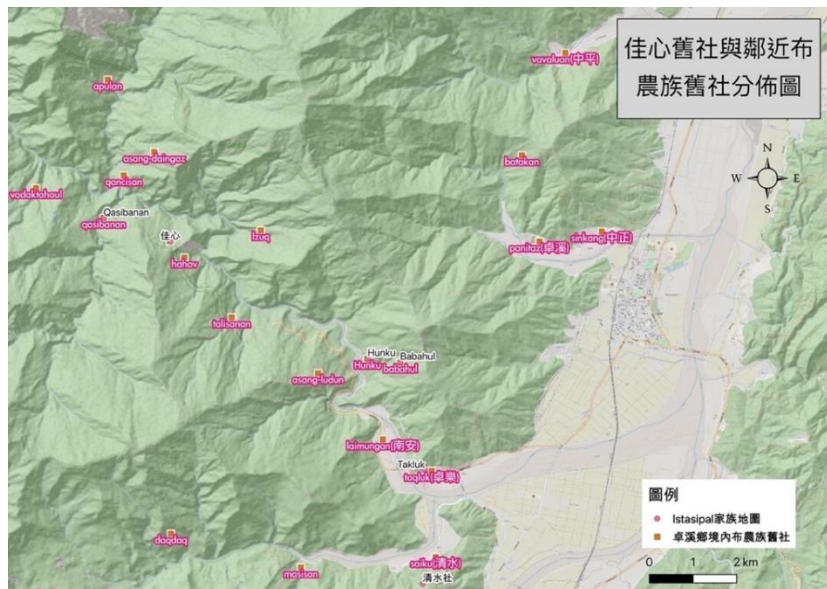 佳心舊社與鄰近布
農族舊社分佈圖
vavaluan(中平)
apulan
N
W
E
S
asang-daingaz
batakan
qancisan
vadaktahaul
Qasibanan
qasibanan
佳心
Izuq
sinkang(中正)
panitaz(卓溪)
hahav
talisanan
Hunku
Babahul
Hunku
babahul
asang-ludun
laimungan(南安)
Takluk
taqluk(卓樂)
圖例
Istasipal家族地圖
卓溪鄉境內布農族舊社
daqdaq
masisan
saiku(清水)
清水社
0 1 2 km